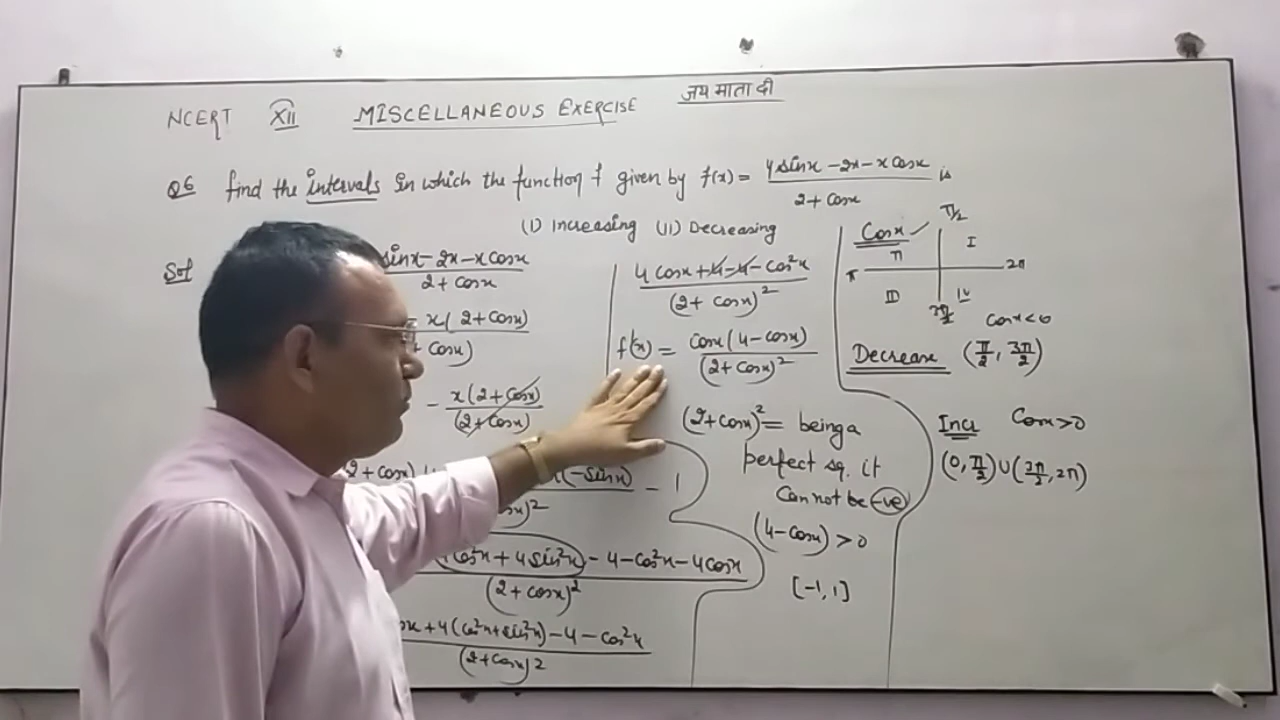 NCERT XII MISCELLANEOUS EXERCISE जय माता दी
Q6 find the intervals in which the function f given by f(x) = (4 sinx - 2x - x Cosx)/(2 + Cosx) is
(I) Increasing (II) Decreasing
Sol
sinx - 2x - x Cosx
2 + Cosx
x(2 + Cosx)
Cosx)
- x(2 + Cosx)/(2 + Cosx)
2 + Cosx)
(-Sinx) - 1
)²
Cos²x + 4 Sin²x) - 4 - Cos²x - 4 Cosx
(2 + Cosx)²
x + 4(Cos²x + Sin²x) - 4 - Cos²x
(2 + Cosx)2
4 Cosx + 4 - 4 - Cos²x
(2 + Cosx)²
f'(x) = Cosx(4 - Cosx)/(2 + Cosx)²
(2 + Cosx)² = being a
perfect sq. it
Cannot be -ve
(4 - Cosx) > 0
[-1, 1]
Cosx
π/2
II I
π 2π
III IV
3π/2
Cosx < 0
Decrease (π/2, 3π/2)
Incr Cosx > 0
(0, π/2) ∪ (3π/2, 2π)